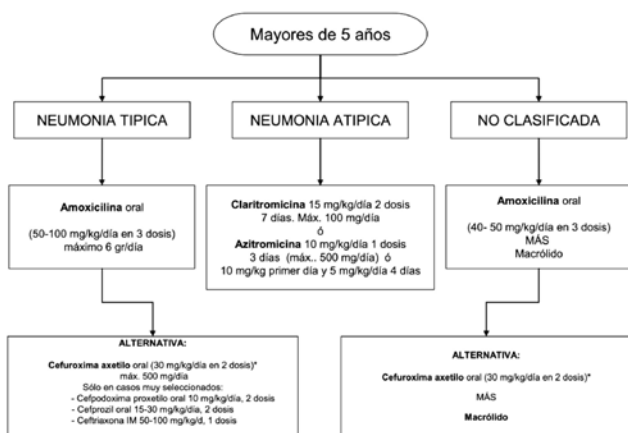 Mayores de 5 años
NEUMONIA TIPICA
NEUMONIA ATIPICA
NO CLASIFICADA
Amoxicilina oral
(50-100 mg/kg/día en 3 dosis)
máximo 6 gr/día
Claritromicina 15 mg/kg/día 2 dosis
7 días. Máx. 100 mg/día
ó
Azitromicina 10 mg/kg/día 1 dosis
3 días (máx.. 500 mg/día) ó
10 mg/kg primer día y 5 mg/kg/día 4 días
Amoxicilina oral
(40- 50 mg/kg/día en 3 dosis)
MÁS
Macrólido
ALTERNATIVA:
Cefuroxima axetilo oral (30 mg/kg/día en 2 dosis)*
máx. 500 mg/día
Sólo en casos muy seleccionados:
- Cefpodoxima proxetilo oral 10 mg/kg/día, 2 dosis
- Cefprozil oral 15-30 mg/kg/día, 2 dosis
- Ceftriaxona IM 50-100 mg/kg/d, 1 dosis
ALTERNATIVA:
Cefuroxima axetilo oral (30 mg/kg/día en 2 dosis)*
MÁS
Macrólido